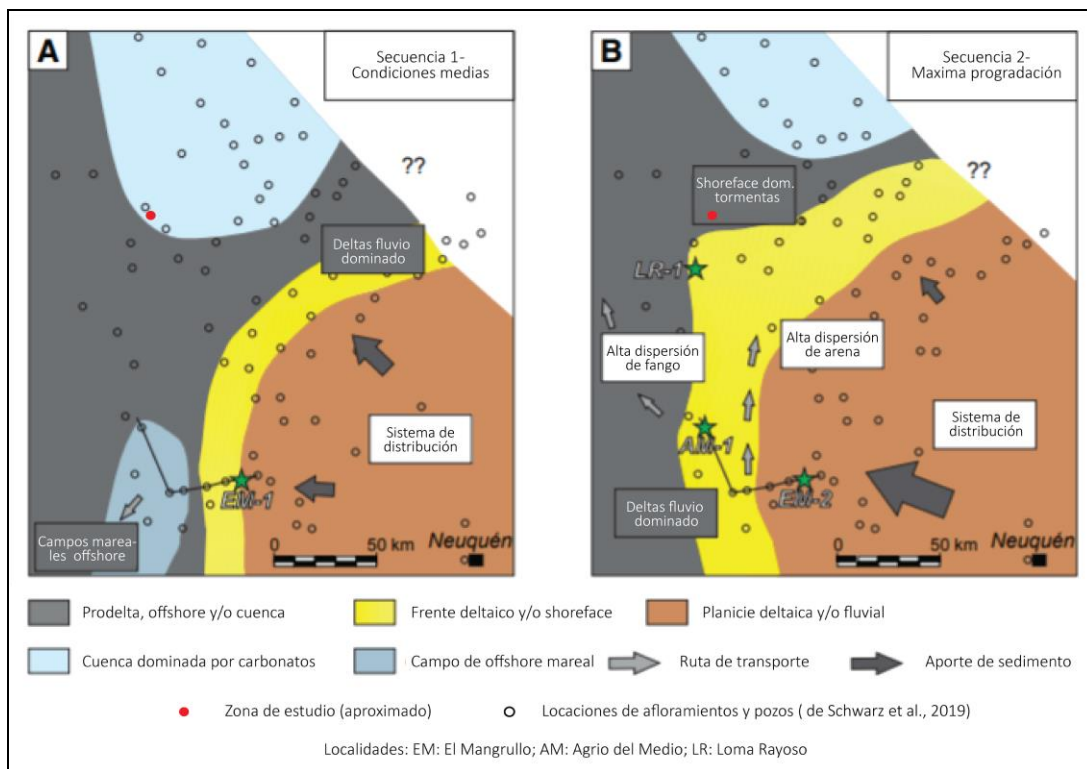 A
Secuencia 1-
Condiciones medias
??
Deltas fluvio
dominado
Sistema de
distribución
EM-1
Campos marea-
les offshore
0 50 km
Neuquén
B
Secuencia 2-
Maxima progradación
??
Shoreface dom.
tormentas
LR-1
Alta dispersión
de fango
Alta dispersión
de arena
Sistema de
distribución
AM-1
EM-2
Deltas fluvio
dominado
0 50 km
Neuquén
Prodelta, offshore y/o cuenca
Frente deltaico y/o shoreface
Planicie deltaica y/o fluvial
Cuenca dominada por carbonatos
Campo de offshore mareal
Ruta de transporte
Aporte de sedimento
Zona de estudio (aproximado)
Locaciones de afloramientos y pozos ( de Schwarz et al., 2019)
Localidades: EM: El Mangrullo; AM: Agrio del Medio; LR: Loma Rayoso